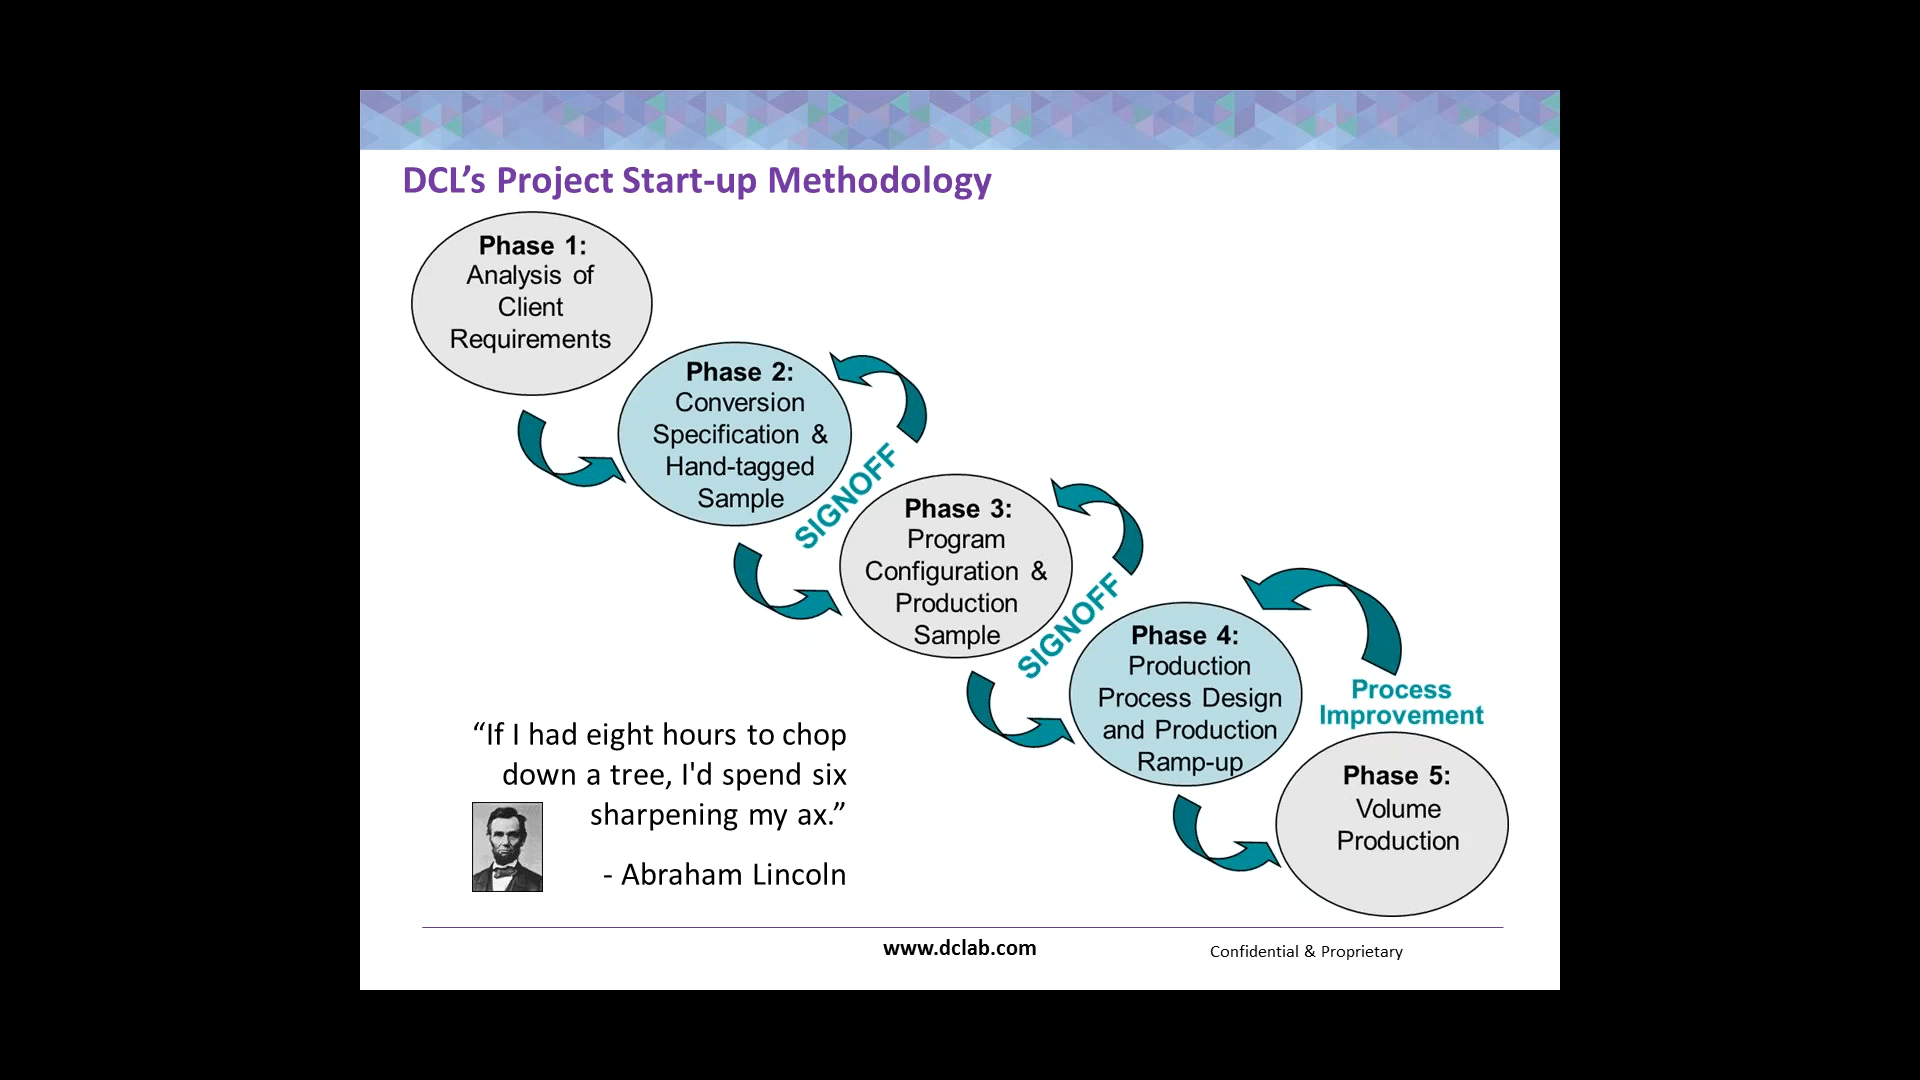 DCL’s Project Start-up Methodology
Phase 1:
Analysis of
Client
Requirements
Phase 2:
Conversion
Specification &
Hand-tagged
Sample
SIGNOFF
Phase 3:
Program
Configuration &
Production
Sample
SIGNOFF
Phase 4:
Production
Process Design
and Production
Ramp-up
Process
Improvement
Phase 5:
Volume
Production
“If I had eight hours to chop
down a tree, I'd spend six
sharpening my ax.”
- Abraham Lincoln
www.dclab.com
Confidential & Proprietary